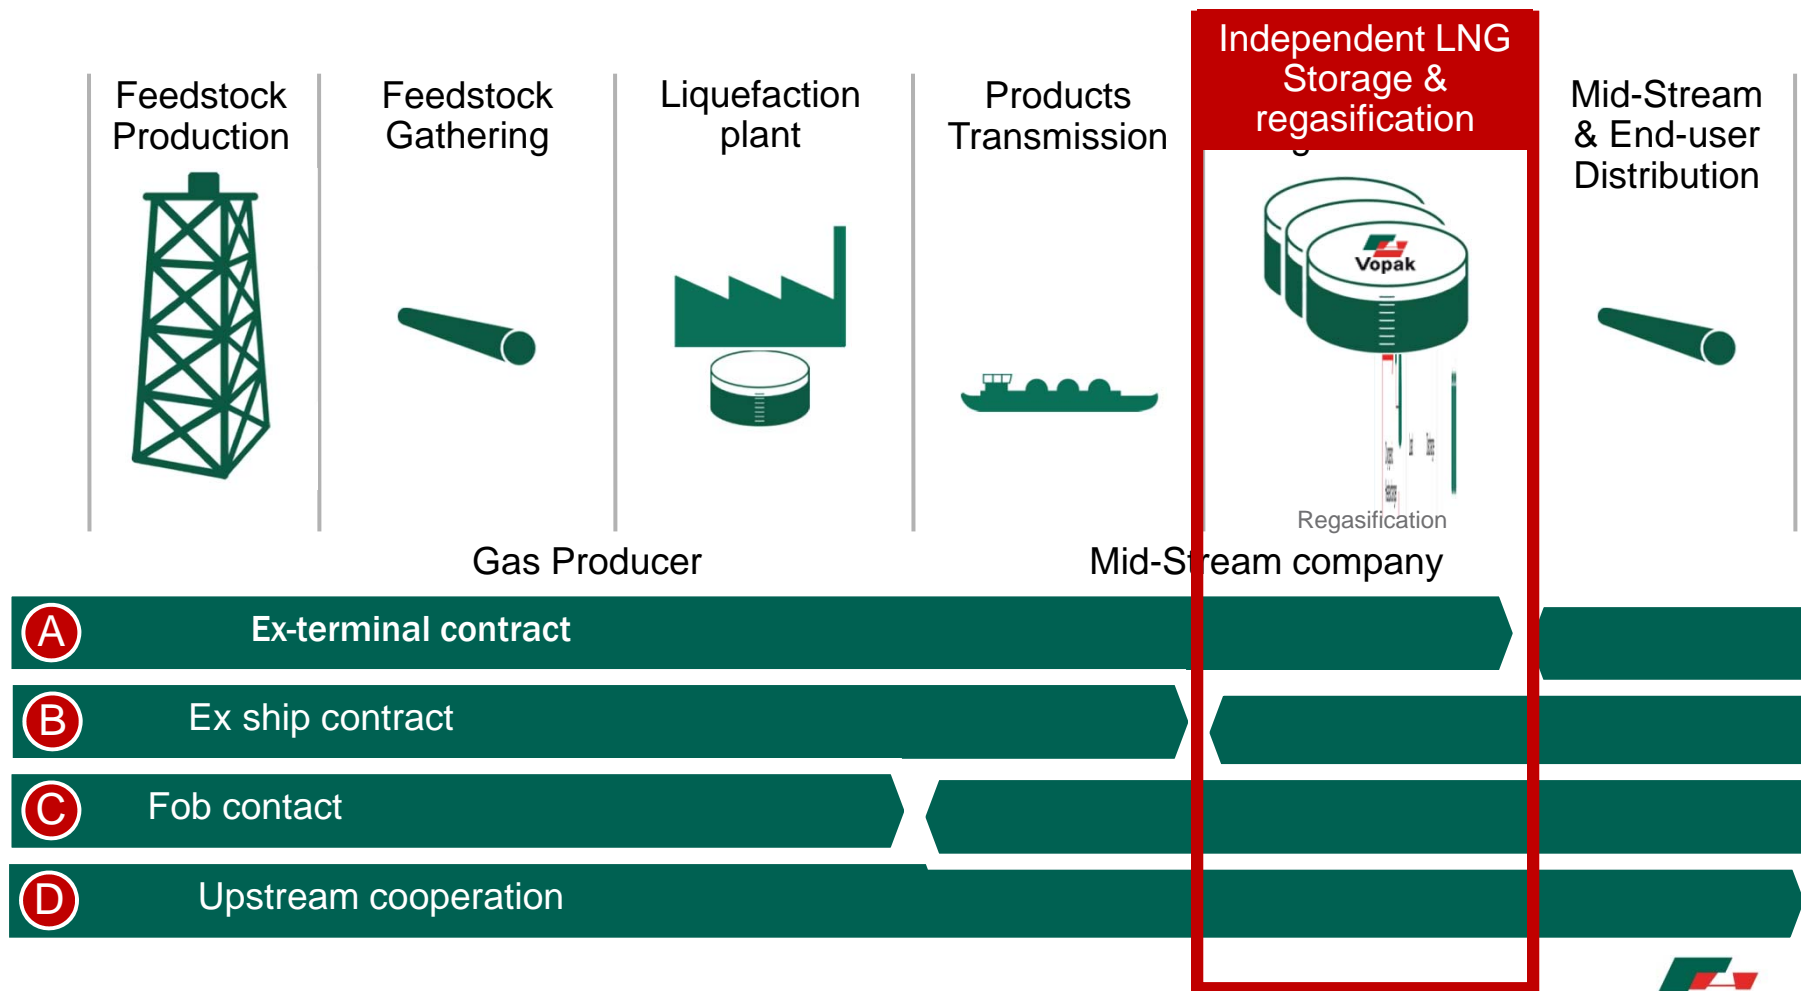 Feedstock
Production
Feedstock
Gathering
Liquefaction
plant
Products
Transmission
Independent LNG
Storage &
regasification
Mid-Stream
& End-user
Distribution
Vopak
Regasification
Gas Producer
Mid-Stream company
A
Ex-terminal contract
B
Ex ship contract
C
Fob contact
D
Upstream cooperation